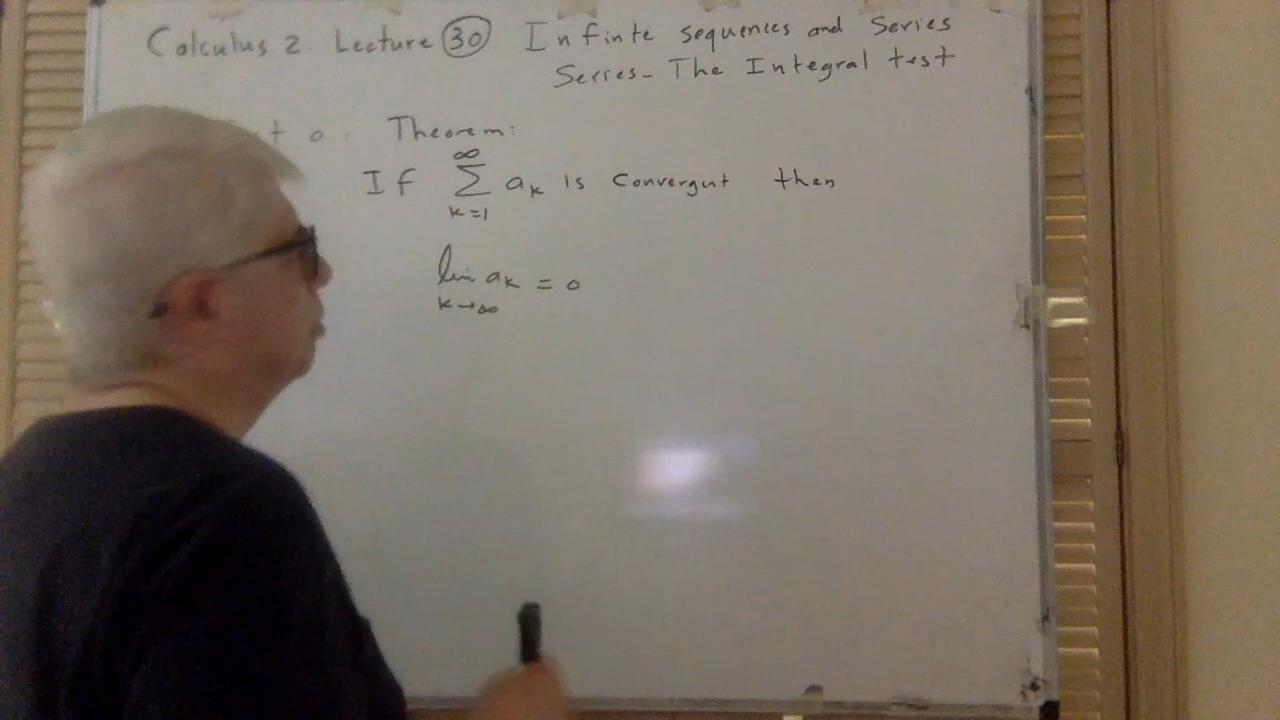 Calculus 2. Lecture 30 Infinte sequences and Series
Series- The Integral test
o. Theorem:
If ∑_{k=1}^{∞} a_k is Convergent then
lim_{k→∞} a_k = 0